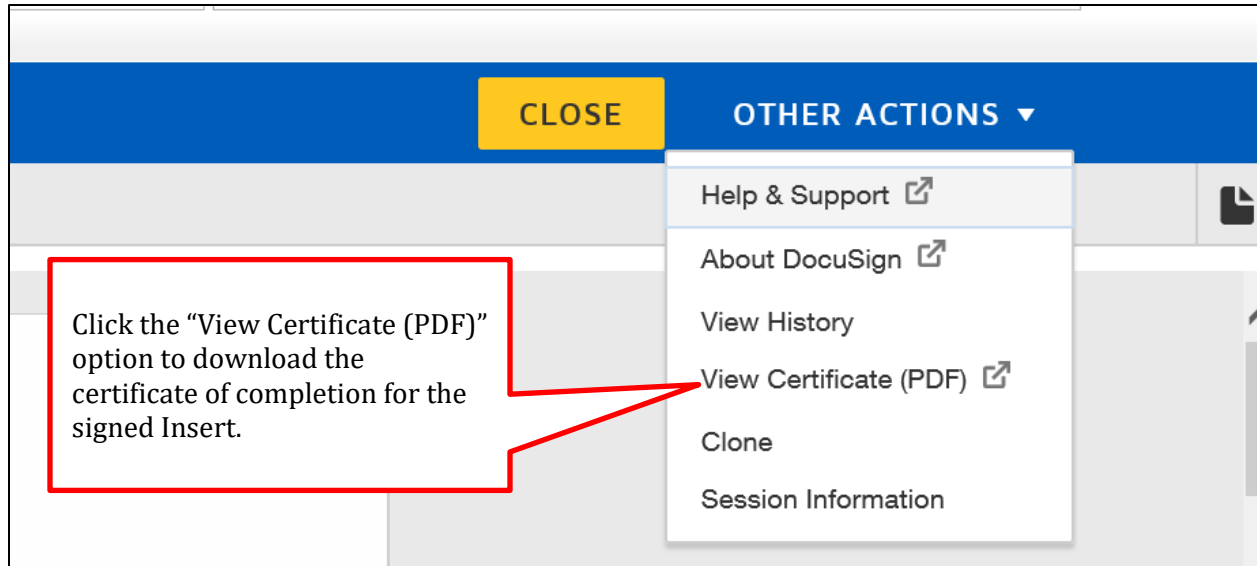 CLOSE
OTHER ACTIONS ▼
Help & Support
About DocuSign
View History
View Certificate (PDF)
Clone
Session Information
Click the “View Certificate (PDF)”
option to download the
certificate of completion for the
signed Insert.